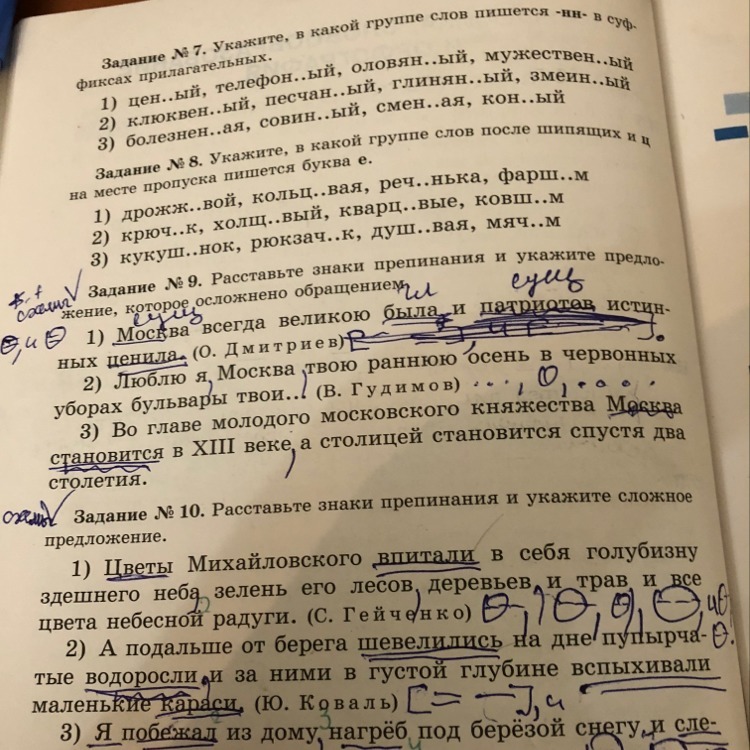 Задание № 7. Укажите, в какой группе слов пишется -нн- в суф-
фиксах прилагательных.
1) цен..ый, телефон..ый, оловян..ый, мужествен..ый
2) клюквен..ый, песчан..ый, глинян..ый, змеин..ый
3) болезнен..ая, совин..ый, смен..ая, кон..ый
Задание № 8. Укажите, в какой группе слов после шипящих и ц
на месте пропуска пишется буква е.
1) дрожж..вой, кольц..вая, реч..нька, фарш..м
2) крюч..к, холщ..вый, кварц..вые, ковш..м
3) кукуш..нок, рюкзач..к, душ..вая, мяч..м
Задание № 9. Расставьте знаки препинания и укажите предло-
жение, которое осложнено обращением.
сущ гл сущ
1) Москва всегда великою была и патриотов истин-
ных ценила. (О. Дмитриев)
2) Люблю я, Москва твою раннюю осень в червонных
уборах бульвары твои... (В. Гудимов)
3) Во главе молодого московского княжества Москва
становится в XIII веке, а столицей становится спустя два
столетия.
схемы
Задание № 10. Расставьте знаки препинания и укажите сложное
предложение.
1) Цветы Михайловского впитали в себя голубизну
здешнего неба, зелень его лесов, деревьев и трав и все
цвета небесной радуги. (С. Гейченко)
2) А подальше от берега шевелились на дне пупырча-
тые водоросли, и за ними в густой глубине вспыхивали
маленькие караси. (Ю. Коваль) [= —], и
3) Я побежал из дому, нагрёб под берёзой снегу и сле-